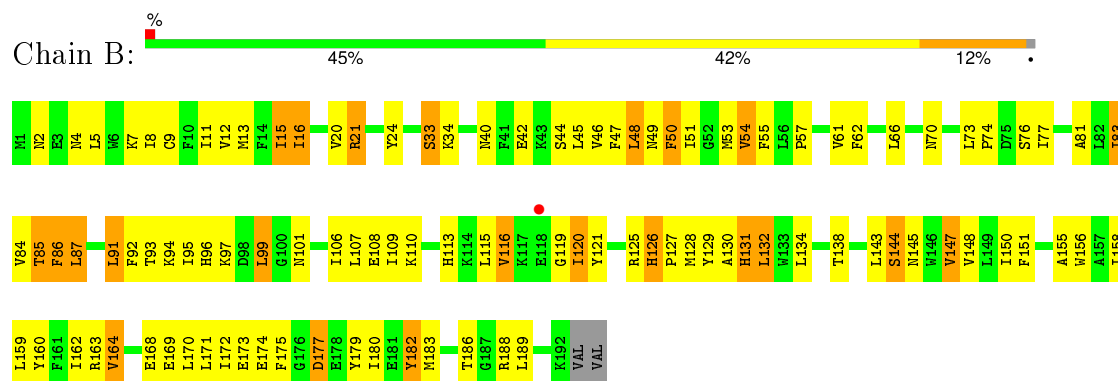 %
Chain B:
45% 42% 12% •
M1 N2 E3 N4 L5 W6 K7 I8 C9 F10 I11 V12 M13 F14 I15 I16 V20 R21 Y24 S33 K34 N40 F41 E42 K43 S44 L45 V46 F47 L48 N49 F50 I51 G52 M53 V54 F55 L56 P57 V61 F62 L66 N70 L73 P74 D75 S76 I77 A81 L82 I83
V84 T85 F86 L87 L91 F92 T93 K94 I95 H96 K97 D98 L99 G100 N101 I106 L107 E108 I109 K110 H113 K114 L115 V116 K117 E118 G119 I120 Y121 R125 H126 P127 M128 Y129 A130 H131 L132 W133 L134 T138 L143 S144 N145 W146 V147 V148 L149 I150 F151 A155 W156 A157 I158
L159 Y160 F161 I162 R163 V164 E168 E169 L170 L171 I172 E173 E174 F175 G176 D177 E178 Y179 I180 E181 Y182 M183 T186 G187 R188 L189 K192 VAL VAL